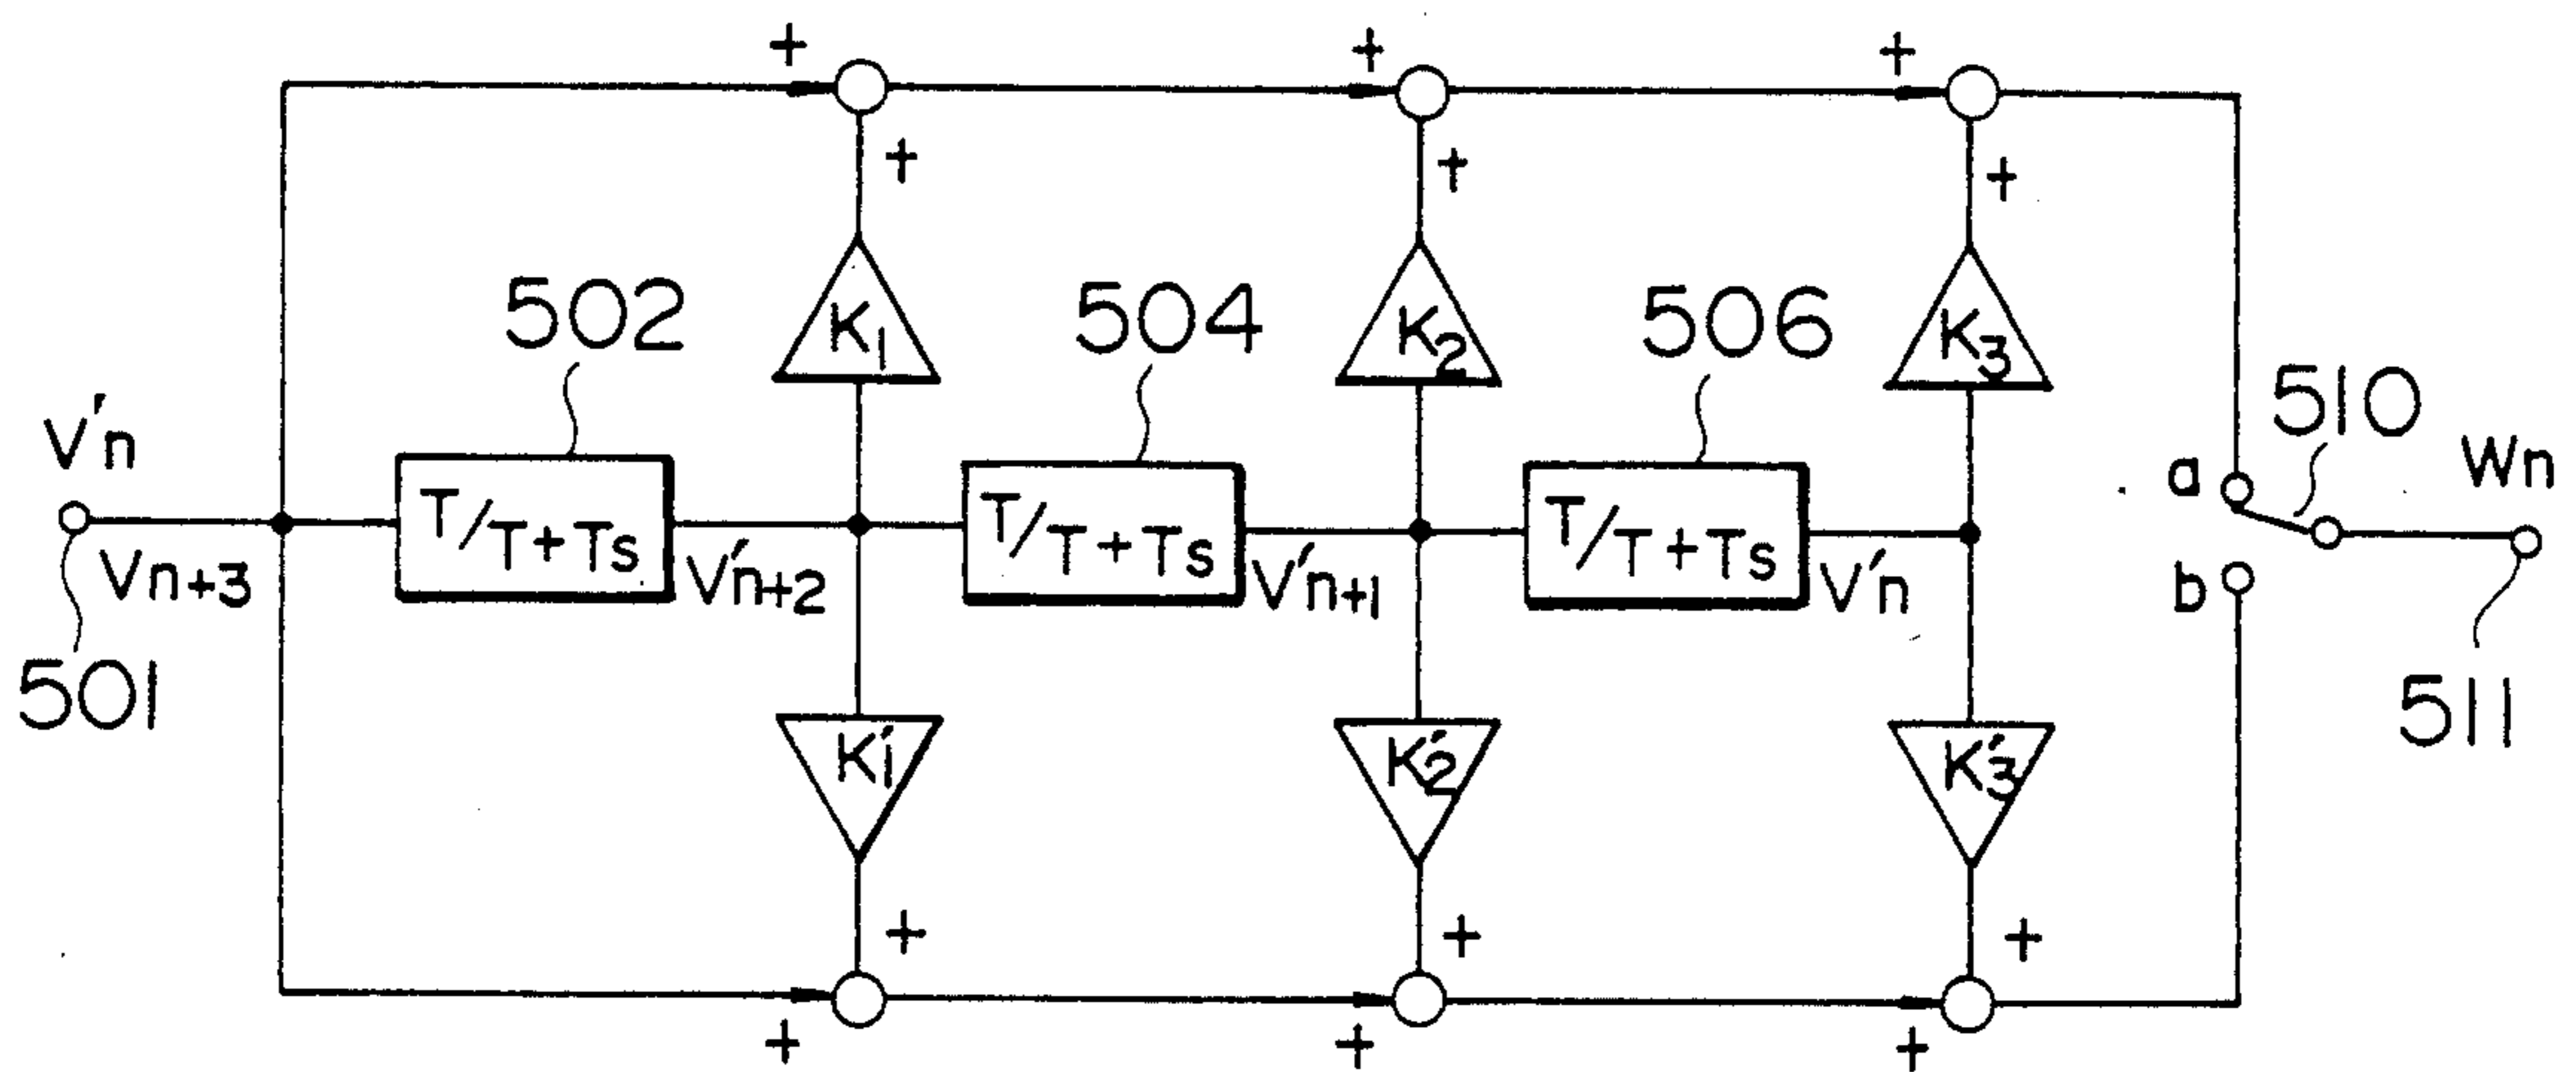 + + +
+ + +
502 K1 504 K2 506 K3
510
V'n a Wn
T/T+Ts T/T+Ts T/T+Ts
Vn+3 V'n+2 V'n+1 V'n b
501 511
K'1 K'2 K'3
+ + +
+ + +